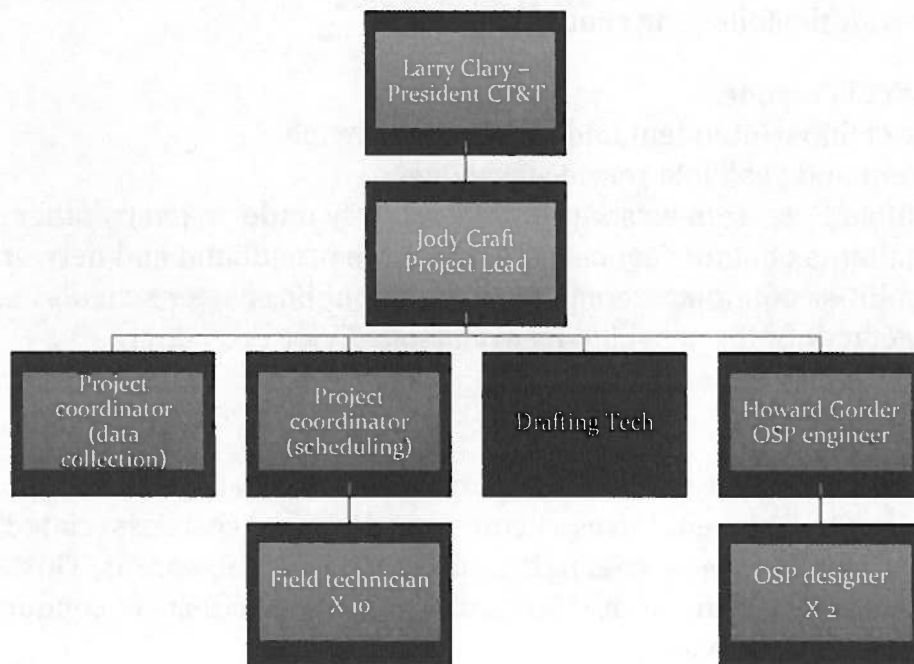 Larry Clary –
President CT&T
Jody Craft
Project Lead
Project
coordinator
(data
collection)
Project
coordinator
(scheduling)
Drafting Tech
Howard Gorder
OSP engineer
Field technician
X 10
OSP designer
X 2